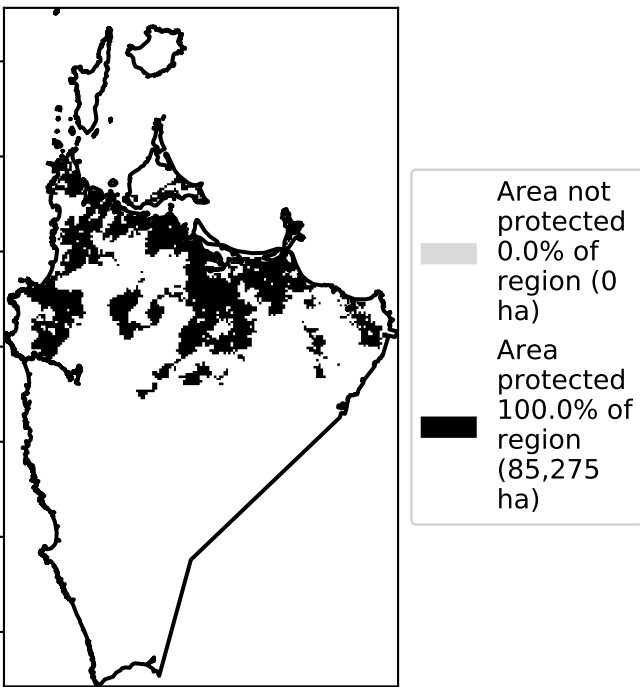 Area not
protected
0.0% of
region (0
ha)
Area
protected
100.0% of
region
(85,275
ha)